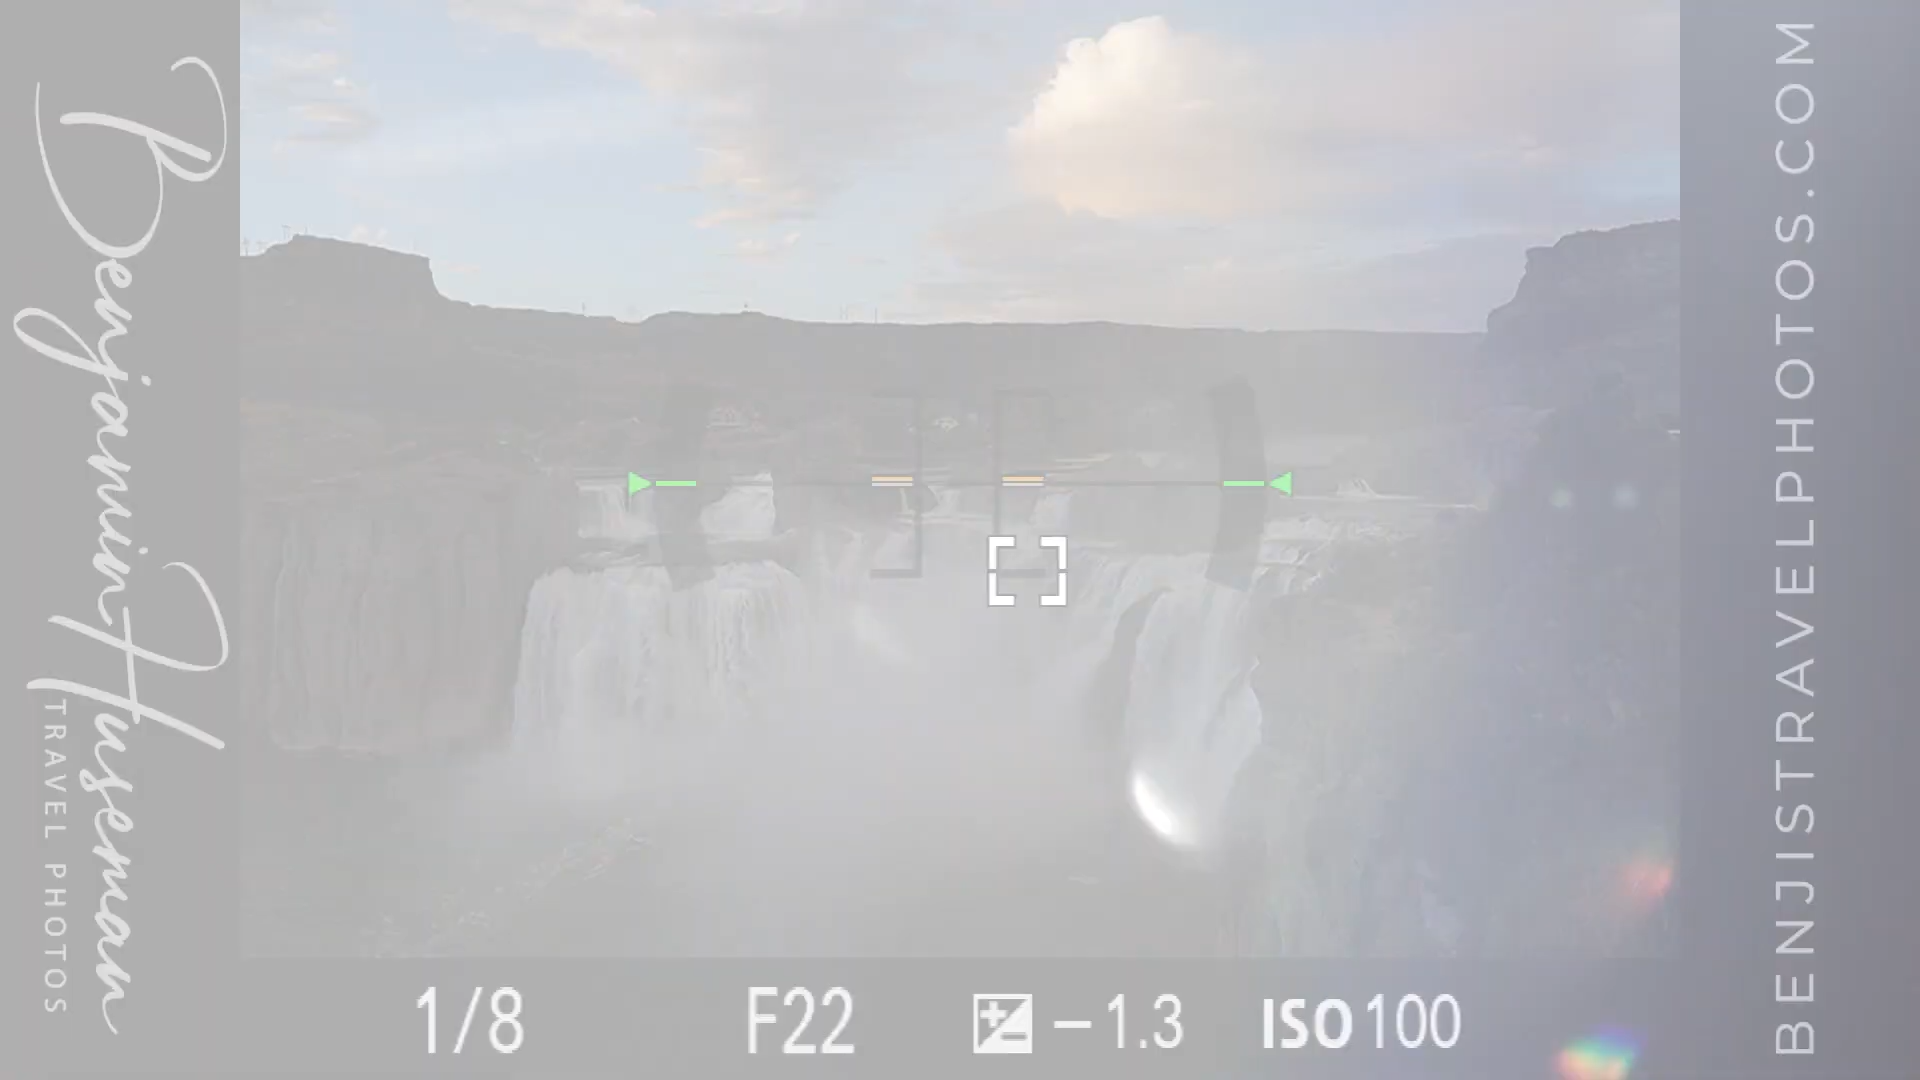 Benjamin Huseman
TRAVEL PHOTOS
1/8
F22
-1.3
ISO 100
BENJISTRAVELPHOTOS.COM